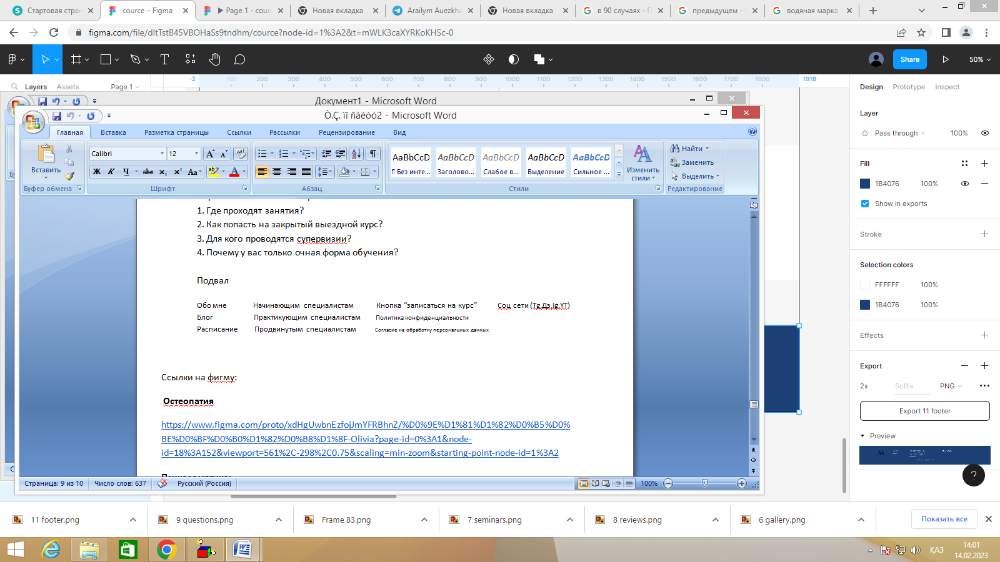 Стартовая стран
cource – Figma
Page 1 - cour
Новая вкладка
Arailym Auezkha
Новая вкладка
в 90 случаях - П
предыдущем -
водяная марка
figma.com/file/dltTstB45VBOHaSs9tndhm/cource?node-id=1%3A2&t=mWLK3caXYRKoKHSc-0
Share
50%
Layers
Assets
Page 1
-2 100 200 300 400 500 600 700 800 900 1000 1100 1200 1300 1400 1500 1600 1700 1800 1918
Design
Prototype
Inspect
Документ1 - Microsoft Word
Ò.Ç. ïî ñàéòó2 - Microsoft Word
Главная
Вставка
Разметка страницы
Ссылки
Рассылки
Рецензирование
Вид
Вставить
Буфер обмена
Calibri
12
Ж К Ч abc x₂ x² Aa
Шрифт
Абзац
AaBbCcD
¶ Без инте...
AaBbCcD
Заголово...
AaBbCcD
Слабое в...
AaBbCcD
Выделение
AaBbCcD
Сильное ...
Стили
Изменить
стили
Найти
Заменить
Выделить
Редактирование
1. Где проходят занятия?
2. Как попасть на закрытый выездной курс?
3. Для кого проводятся супервизии?
4. Почему у вас только очная форма обучения?
Подвал
Обо мне Начинающим специалистам Кнопка “записаться на курс” Соц сети (Tg,Дз,Ig,YT)
Блог Практикующим специалистам Политика конфиденциальности
Расписание Продвинутым специалистам Согласие на обработку персональных данных
Ссылки на фигму:
Остеопатия
https://www.figma.com/proto/xdHgUwbnEzfojJmYFRBhnZ/%D0%9E%D1%81%D1%82%D0%B5%D0%
BE%D0%BF%D0%B0%D1%82%D0%B8%D1%8F-Olivia?page-id=0%3A1&node-
id=18%3A152&viewport=561%2C-298%2C0.75&scaling=min-zoom&starting-point-node-id=1%3A2
Страница: 9 из 10
Число слов: 637
Русский (Россия)
100%
Layer
Pass through
100%
Fill
1B4076
100%
Show in exports
Stroke
Selection colors
FFFFFF
100%
1B4076
100%
Effects
Export
2x
Suffix
PNG
Export 11 footer
Preview
?
11 footer.png
9 questions.png
Frame 83.png
7 seminars.png
8 reviews.png
6 gallery.png
Показать все
ҚАЗ
14:01
14.02.2023